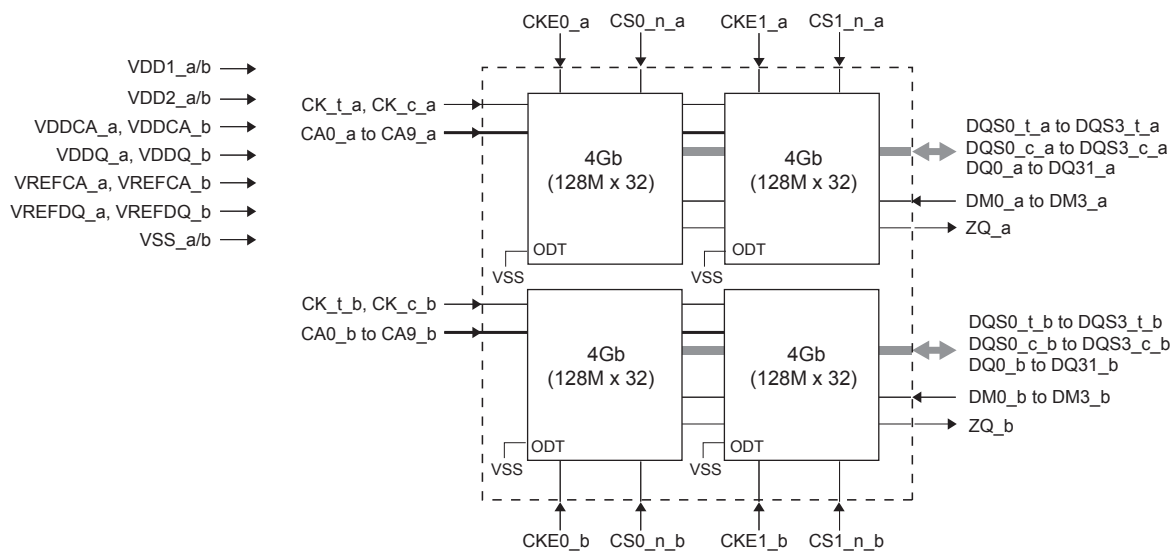 CKE0_a CS0_n_a CKE1_a CS1_n_a
VDD1_a/b
VDD2_a/b
VDDCA_a, VDDCA_b
VDDQ_a, VDDQ_b
VREFCA_a, VREFCA_b
VREFDQ_a, VREFDQ_b
VSS_a/b
CK_t_a, CK_c_a
CA0_a to CA9_a
4Gb
(128M x 32)
ODT
VSS
4Gb
(128M x 32)
ODT
VSS
DQS0_t_a to DQS3_t_a
DQS0_c_a to DQS3_c_a
DQ0_a to DQ31_a
DM0_a to DM3_a
ZQ_a
CK_t_b, CK_c_b
CA0_b to CA9_b
4Gb
(128M x 32)
ODT
VSS
4Gb
(128M x 32)
ODT
VSS
DQS0_t_b to DQS3_t_b
DQS0_c_b to DQS3_c_b
DQ0_b to DQ31_b
DM0_b to DM3_b
ZQ_b
CKE0_b CS0_n_b CKE1_b CS1_n_b